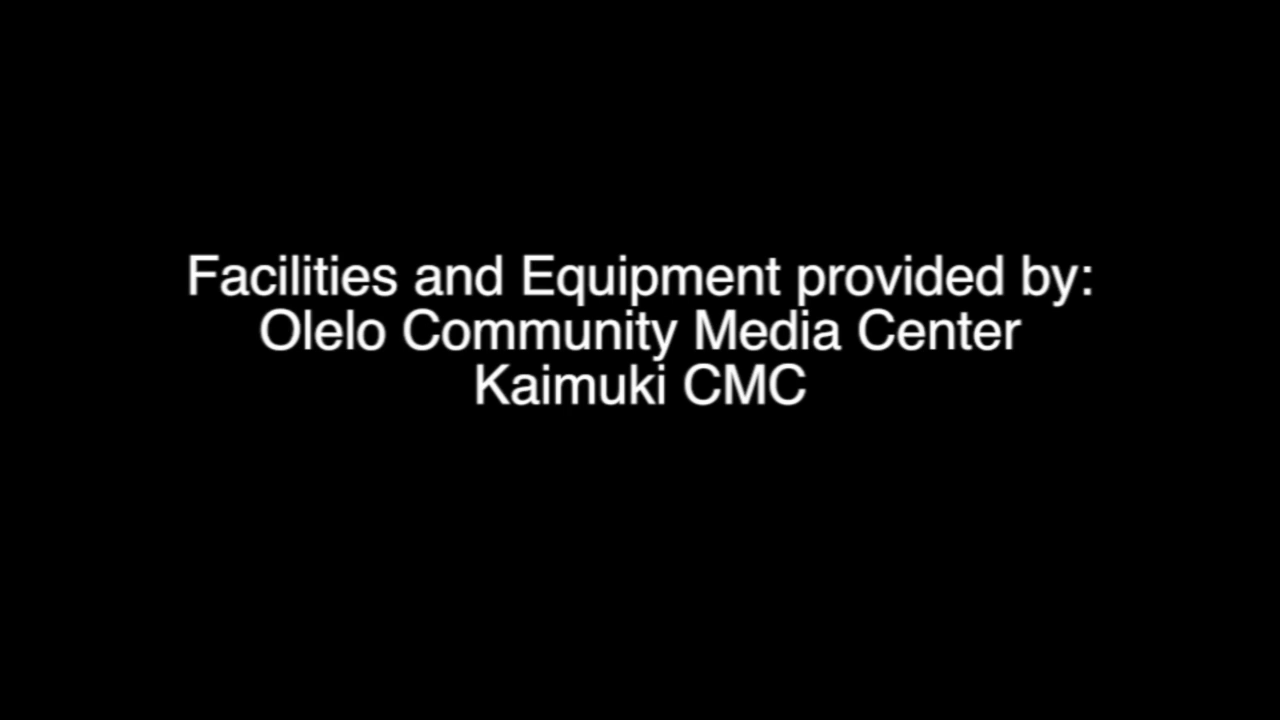 Facilities and Equipment provided by:
Olelo Community Media Center
Kaimuki CMC